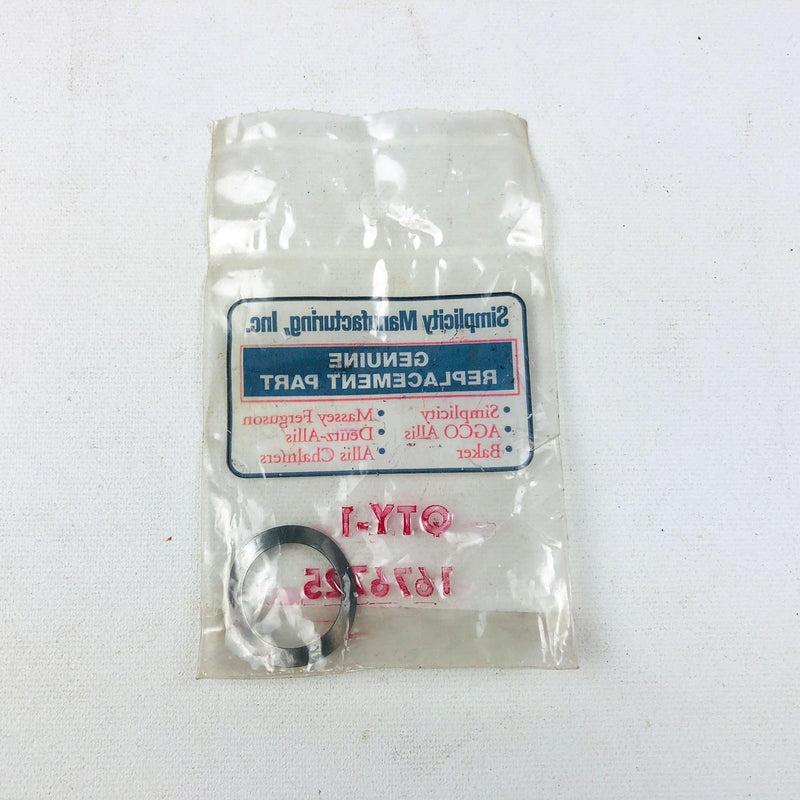 Simplicity Manufacturing, Inc.
GENUINE
REPLACEMENT PART
• Simplicity • Massey Ferguson
• AGCO Allis • Deutz-Allis
• Baker • Allis Chalmers
QTY-1
1676725